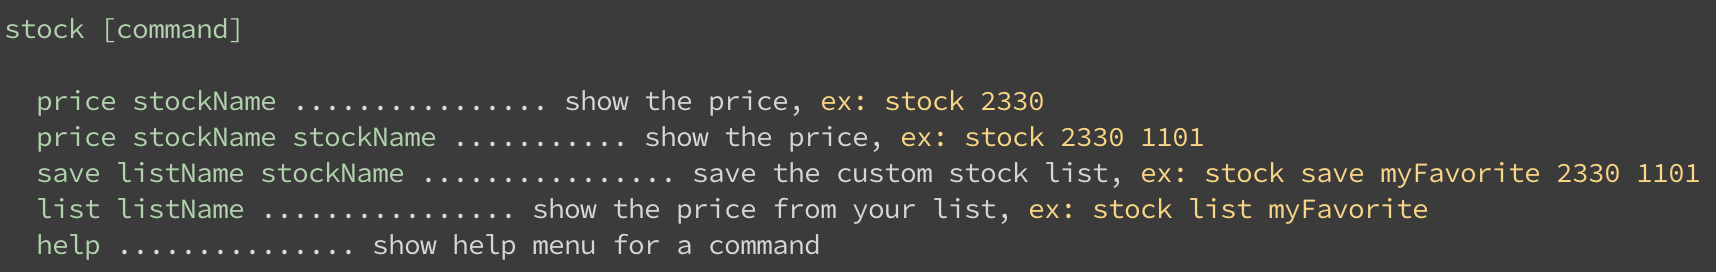 stock [command]
price stockName ................ show the price, ex: stock 2330
price stockName stockName ........... show the price, ex: stock 2330 1101
save listName stockName ................ save the custom stock list, ex: stock save myFavorite 2330 1101
list listName ................ show the price from your list, ex: stock list myFavorite
help ............... show help menu for a command